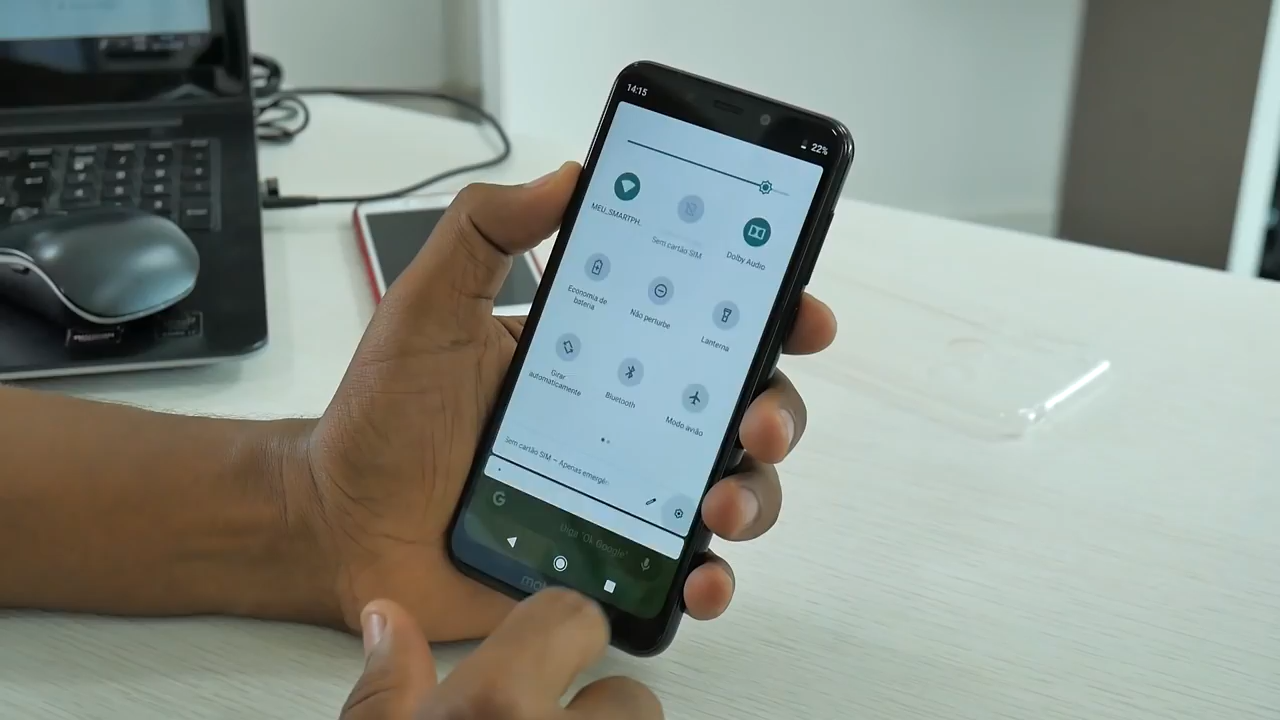 14:15
22%
MEU_SMARTPH..
Sem cartão SIM
Dolby Audio
Economia de
bateria
Não perturbe
Lanterna
Girar
automaticamente
Bluetooth
Modo avião
Sem cartão SIM – Apenas emergên
G
Diga "Ok Google"